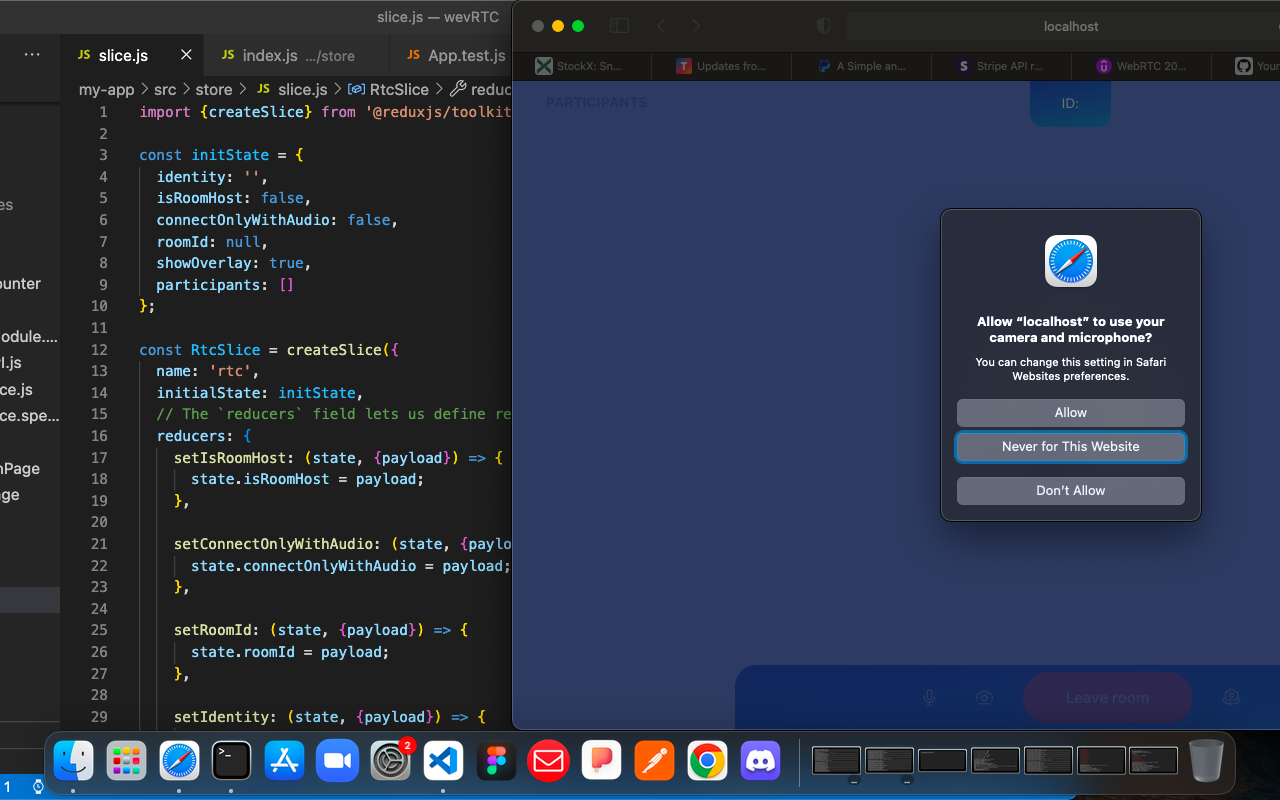 slice.js — wevRTC
JS slice.js
JS index.js .../store
JS App.test.js
my-app > src > store > JS slice.js > RtcSlice > reduc
1 import {createSlice} from '@reduxjs/toolkit
2
3 const initState = {
4 identity: '',
5 isRoomHost: false,
6 connectOnlyWithAudio: false,
7 roomId: null,
8 showOverlay: true,
9 participants: []
10 };
11
12 const RtcSlice = createSlice({
13 name: 'rtc',
14 initialState: initState,
15 // The `reducers` field lets us define re
16 reducers: {
17 setIsRoomHost: (state, {payload}) => {
18 state.isRoomHost = payload;
19 },
20
21 setConnectOnlyWithAudio: (state, {paylo
22 state.connectOnlyWithAudio = payload;
23 },
24
25 setRoomId: (state, {payload}) => {
26 state.roomId = payload;
27 },
28
29 setIdentity: (state, {payload}) => {
es
ounter
odule....
l.js
ce.js
ce.spe...
nPage
ge
1
localhost
StockX: Sn...
T Updates fro...
A Simple an...
S Stripe API r...
WebRTC 20...
Your
PARTICIPANTS
ID:
Allow “localhost” to use your
camera and microphone?
You can change this setting in Safari
Websites preferences.
Allow
Never for This Website
Don’t Allow
Leave room
2